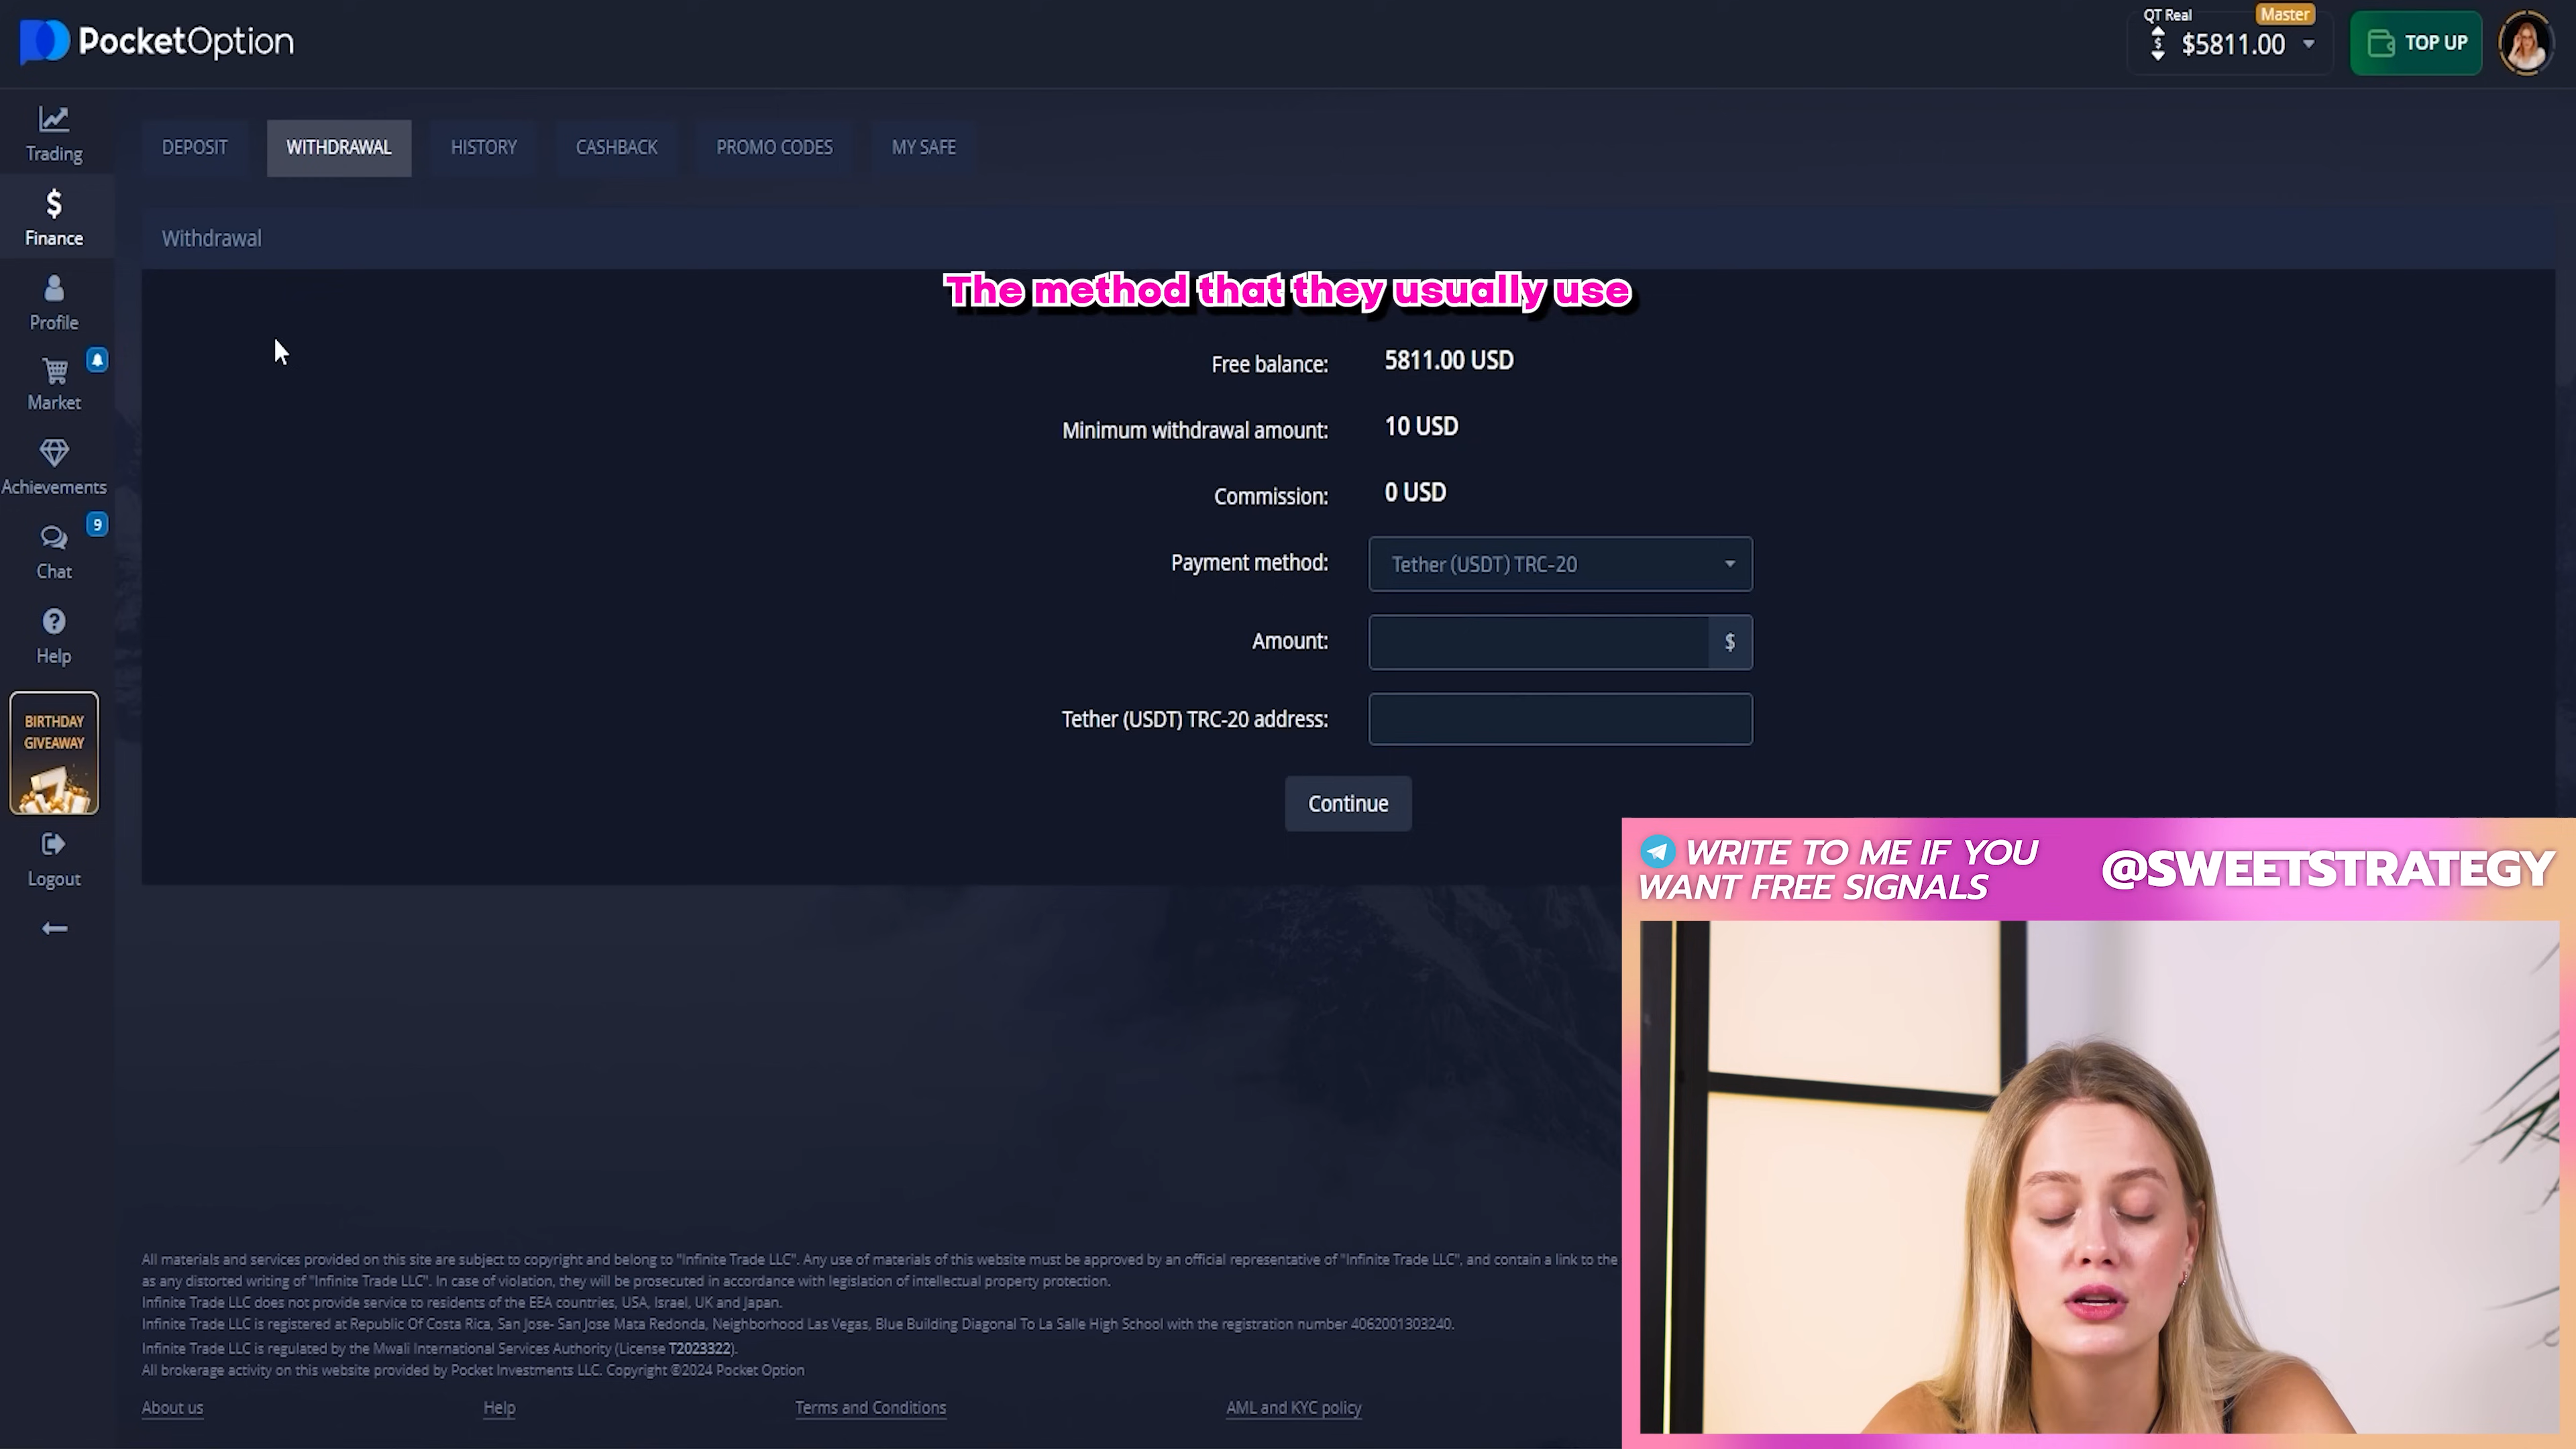 PocketOption
QT Real
Master
$
$5811.00
TOP UP
Trading
$
Finance
Profile
Market
Achievements
9
Chat
?
Help
BIRTHDAY
GIVEAWAY
Logout
DEPOSIT
WITHDRAWAL
HISTORY
CASHBACK
PROMO CODES
MY SAFE
Withdrawal
The method that they usually use
Free balance: 5811.00 USD
Minimum withdrawal amount: 10 USD
Commission: 0 USD
Payment method: Tether (USDT) TRC-20
Amount: $
Tether (USDT) TRC-20 address:
Continue
WRITE TO ME IF YOU
WANT FREE SIGNALS
@SWEETSTRATEGY
All materials and services provided on this site are subject to copyright and belong to "Infinite Trade LLC". Any use of materials of this website must be approved by an official representative of "Infinite Trade LLC", and contain a link to the
as any distorted writing of "Infinite Trade LLC". In case of violation, they will be prosecuted in accordance with legislation of intellectual property protection.
Infinite Trade LLC does not provide service to residents of the EEA countries, USA, Israel, UK and Japan.
Infinite Trade LLC is registered at Republic Of Costa Rica, San Jose- San Jose Mata Redonda, Neighborhood Las Vegas, Blue Building Diagonal To La Salle High School with the registration number 4062001303240.
Infinite Trade LLC is regulated by the Mwali International Services Authority (License T2023322).
All brokerage activity on this website provided by Pocket Investments LLC. Copyright ©2024 Pocket Option
About us
Help
Terms and Conditions
AML and KYC policy